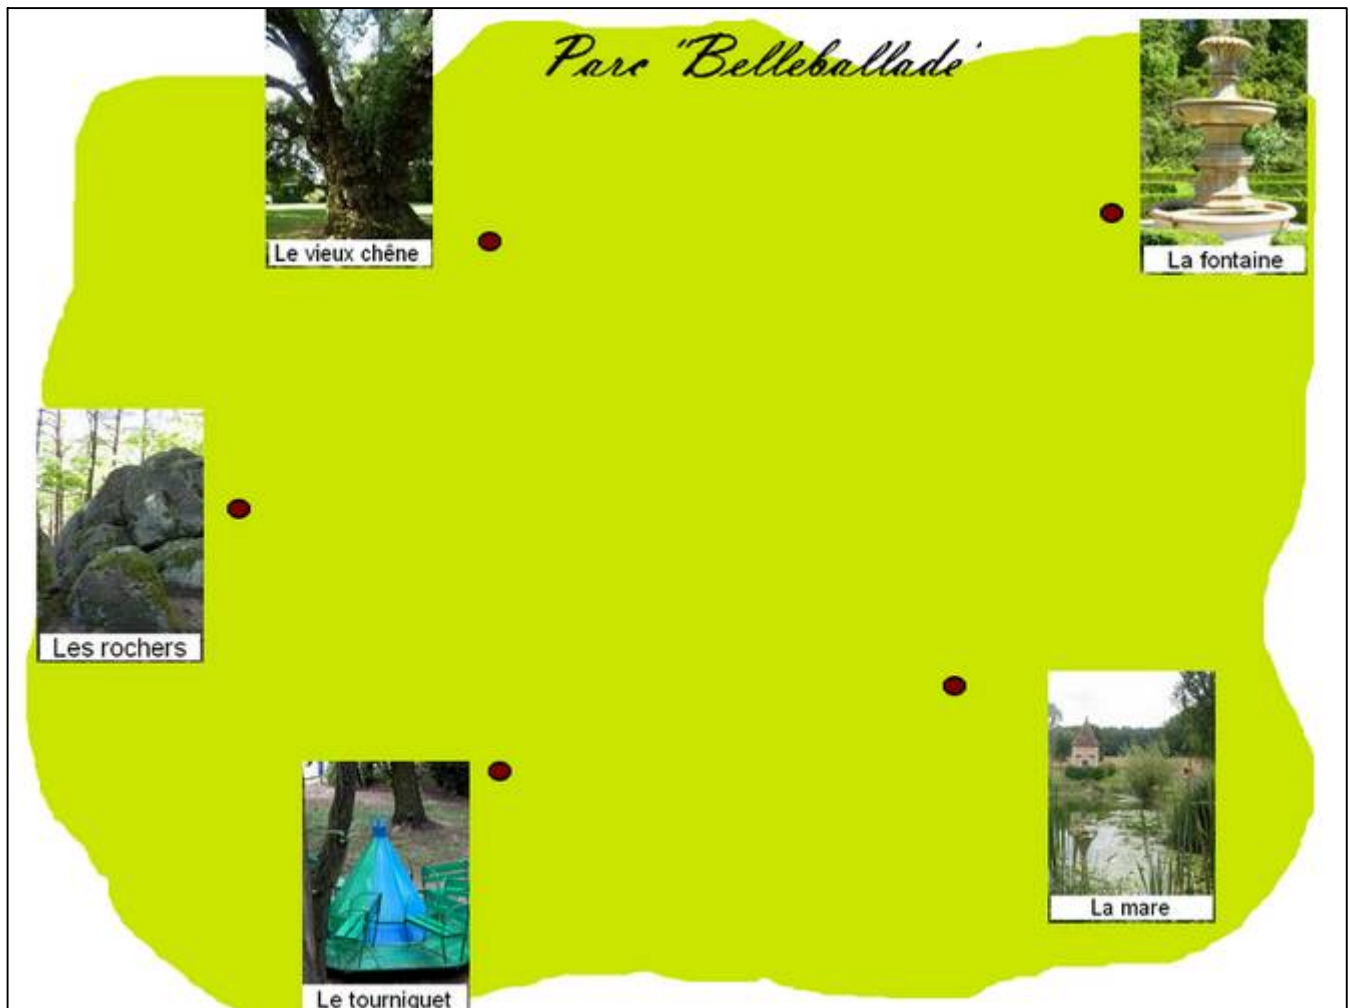 Parc "Belleballade"
Le vieux chêne
La fontaine
Les rochers
La mare
Le tourniquet